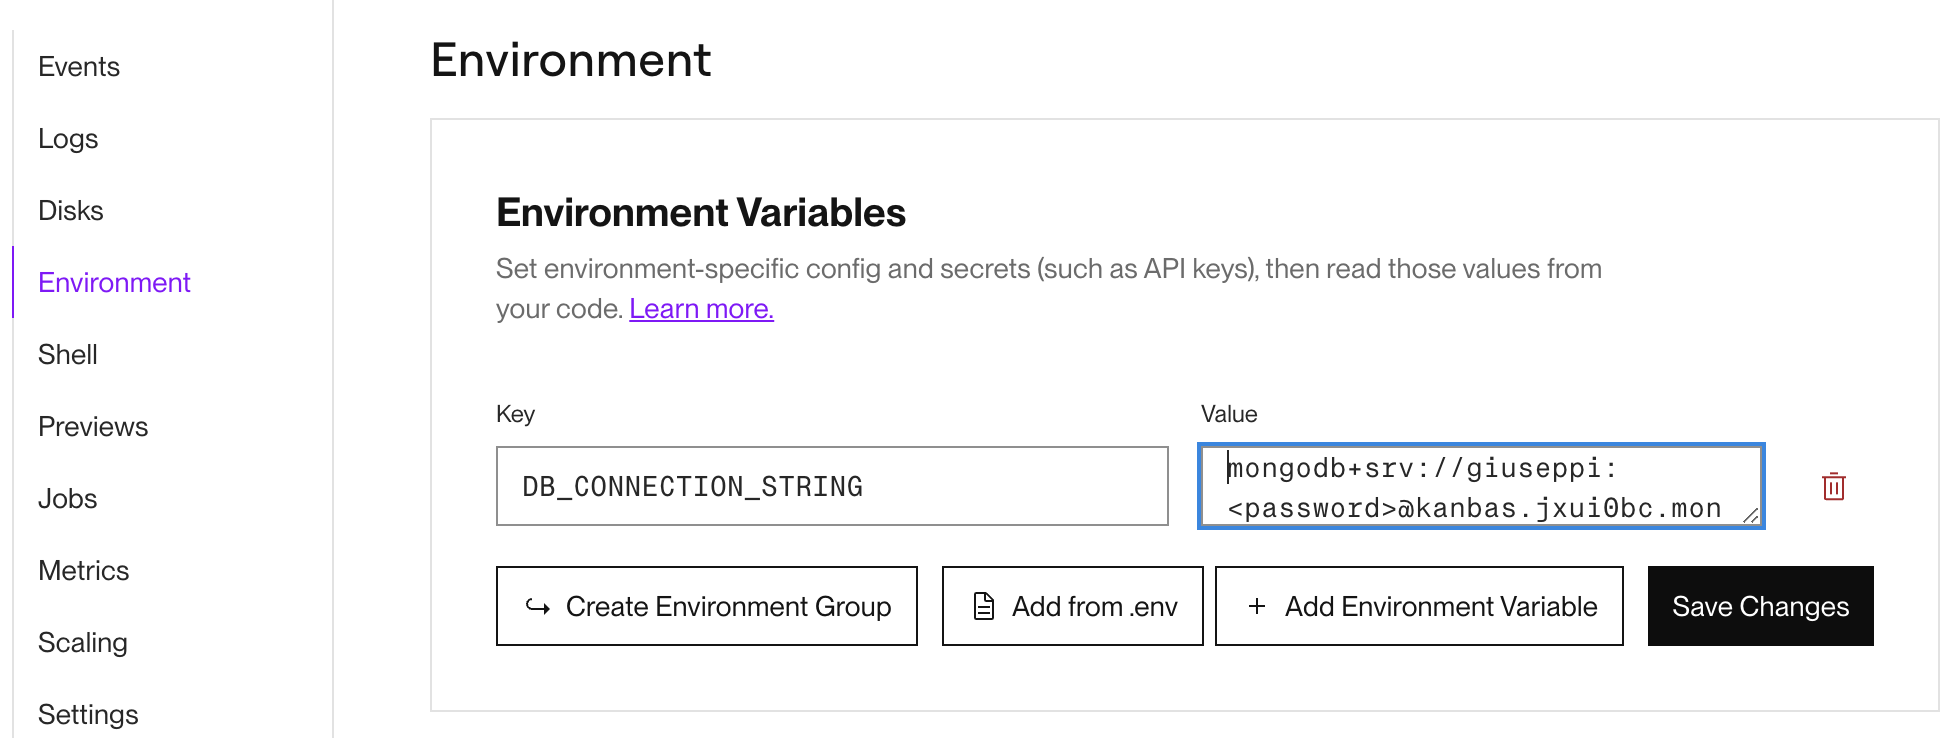 Events
Logs
Disks
Environment
Shell
Previews
Jobs
Metrics
Scaling
Settings
Environment
Environment Variables
Set environment-specific config and secrets (such as API keys), then read those values from
your code. Learn more.
Key
Value
DB_CONNECTION_STRING
mongodb+srv://giuseppi:
<password>@kanbas.jxui0bc.mon
Create Environment Group
Add from .env
+ Add Environment Variable
Save Changes